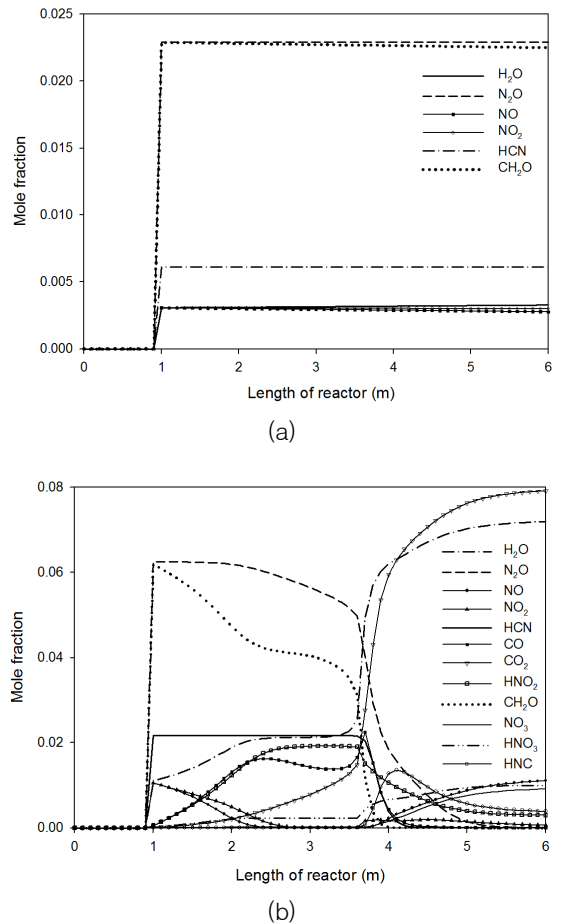 0.025
0.020
0.015
0.010
0.005
0.000
Mole fraction
H₂O
N₂O
NO
NO₂
HCN
CH₂O
0 1 2 3 4 5 6
Length of reactor (m)
(a)
0.08
0.06
0.04
0.02
0.00
Mole fraction
H₂O
N₂O
NO
NO₂
HCN
CO
CO₂
HNO₂
CH₂O
NO₃
HNO₃
HNC
0 1 2 3 4 5 6
Length of reactor (m)
(b)